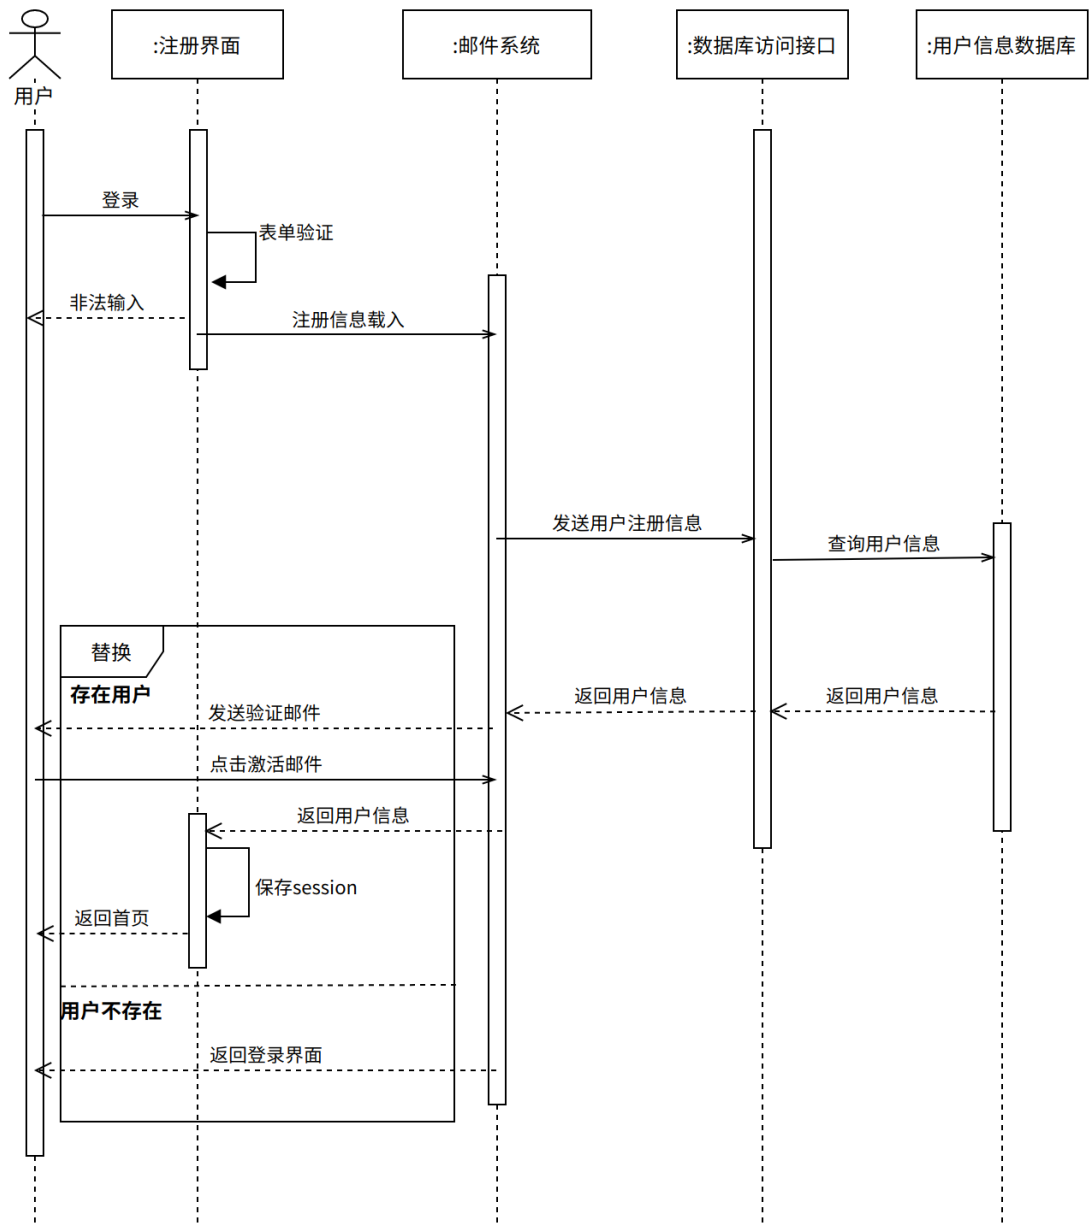 :注册界面
:邮件系统
:数据库访问接口
:用户信息数据库
用户
登录
表单验证
非法输入
注册信息载入
发送用户注册信息
查询用户信息
替换
存在用户
返回用户信息
返回用户信息
发送验证邮件
点击激活邮件
返回用户信息
保存session
返回首页
用户不存在
返回登录界面